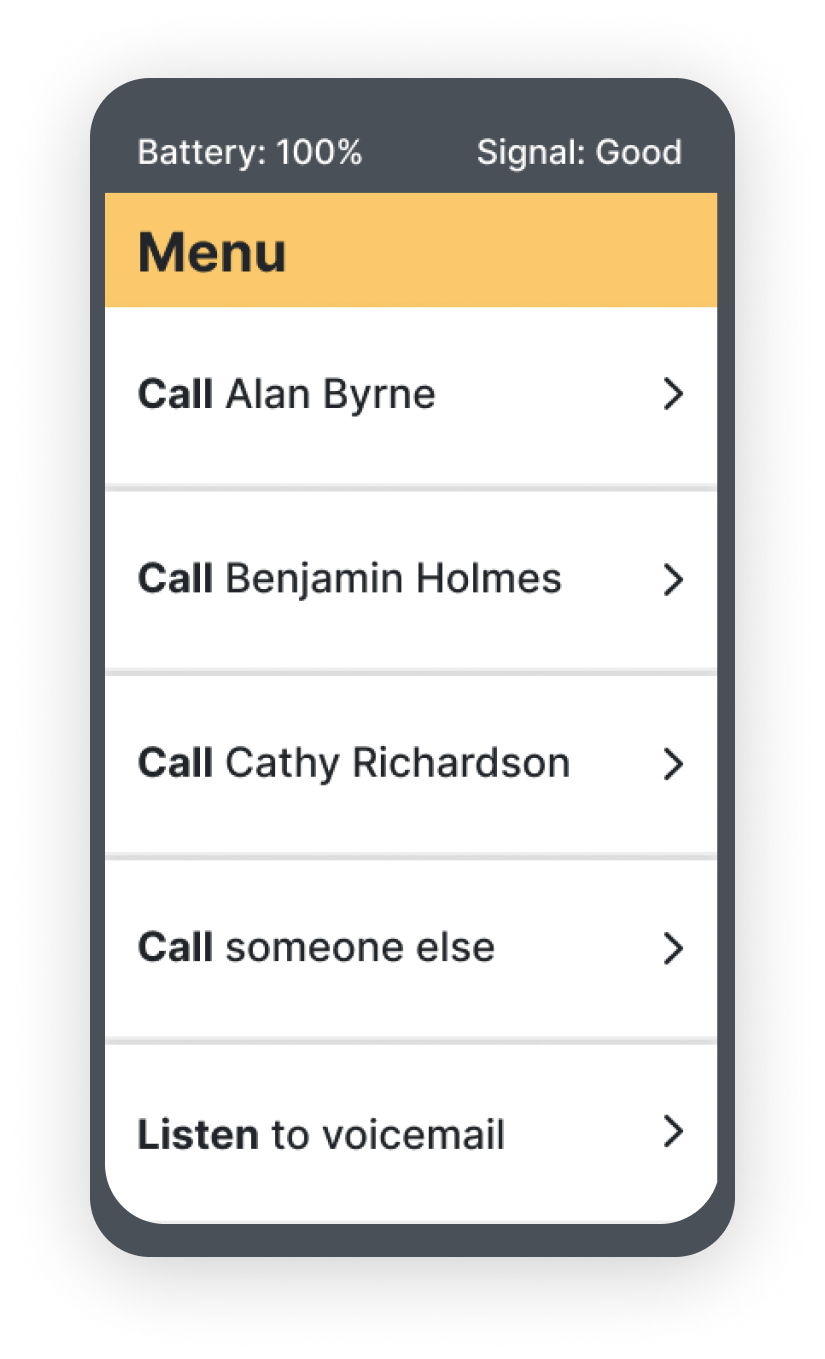 Battery: 100% Signal: Good
Menu
Call Alan Byrne
Call Benjamin Holmes
Call Cathy Richardson
Call someone else
Listen to voicemail